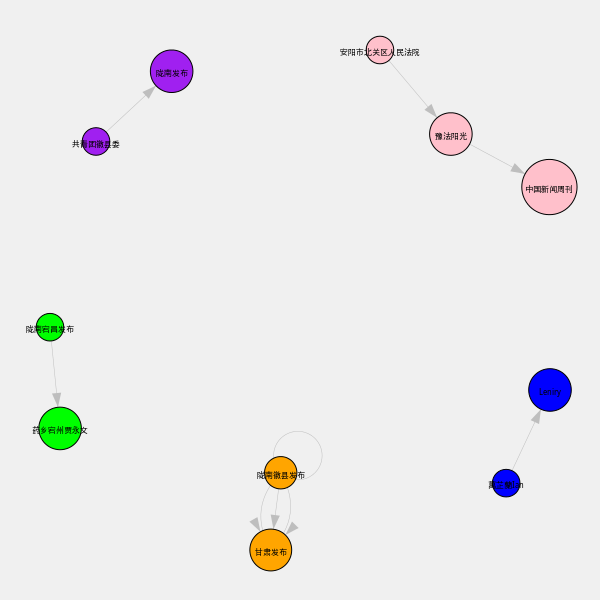 安阳市北关区人民法院
陇南发布
豫法阳光
共青团徽县委
中国新闻周刊
陇南宕昌发布
药乡宕州贾永文
陇南徽县发布
甘肃发布